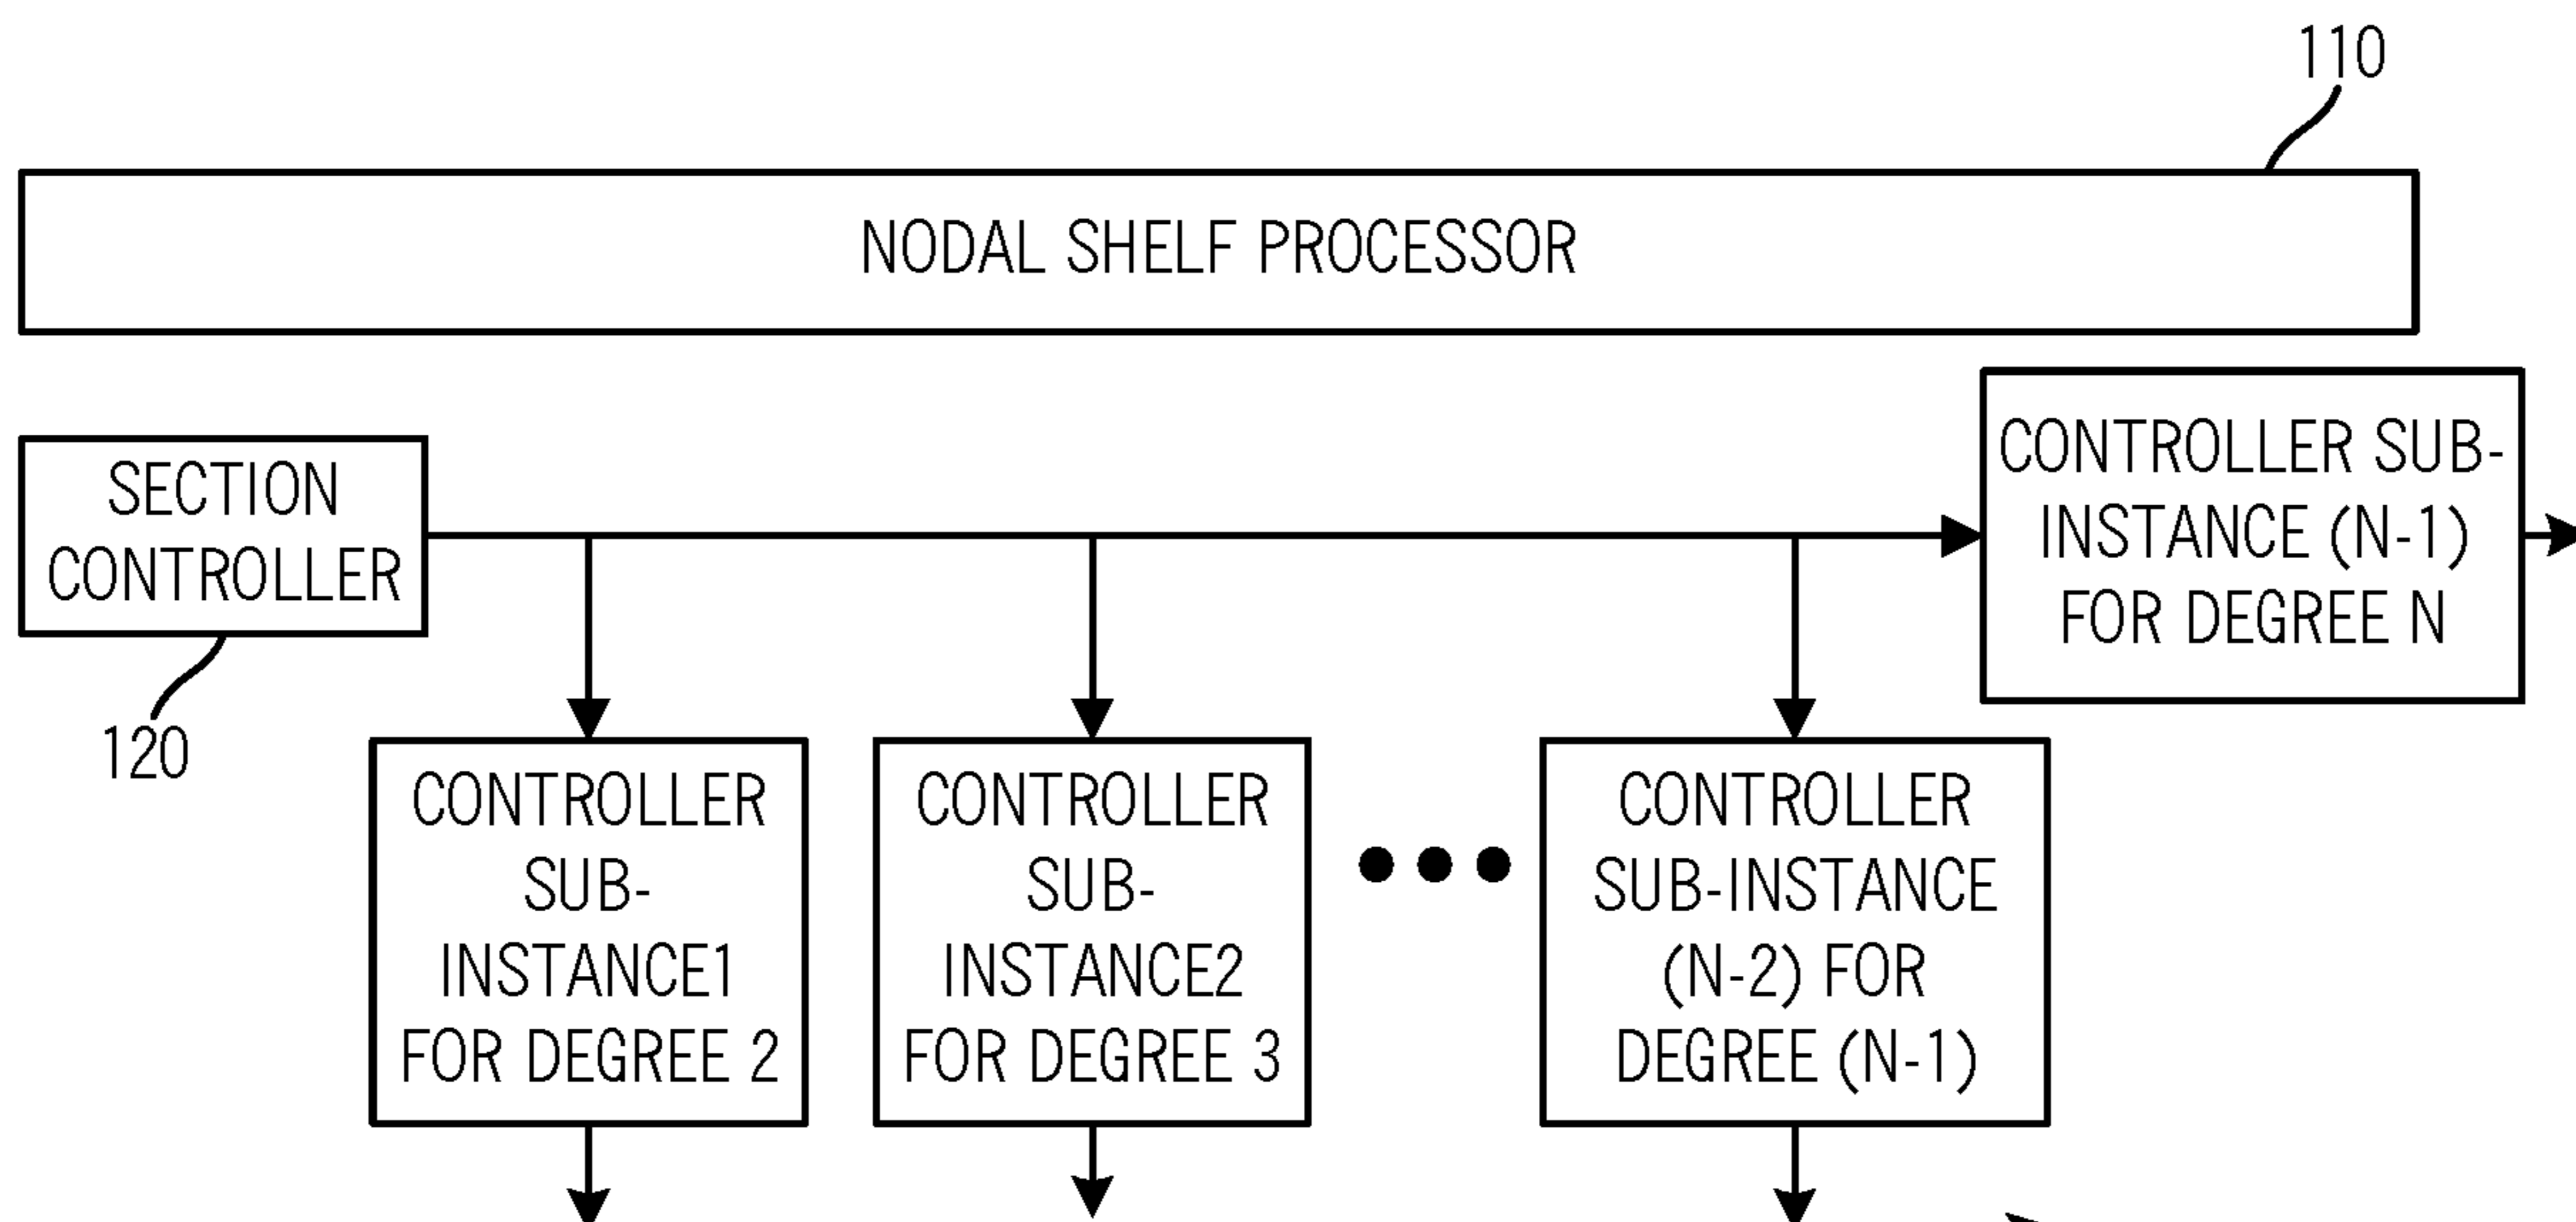 110
NODAL SHELF PROCESSOR
SECTION
CONTROLLER
120
CONTROLLER SUB-
INSTANCE (N-1)
FOR DEGREE N
CONTROLLER
SUB-
INSTANCE1
FOR DEGREE 2
CONTROLLER
SUB-
INSTANCE2
FOR DEGREE 3
CONTROLLER
SUB-INSTANCE
(N-2) FOR
DEGREE (N-1)